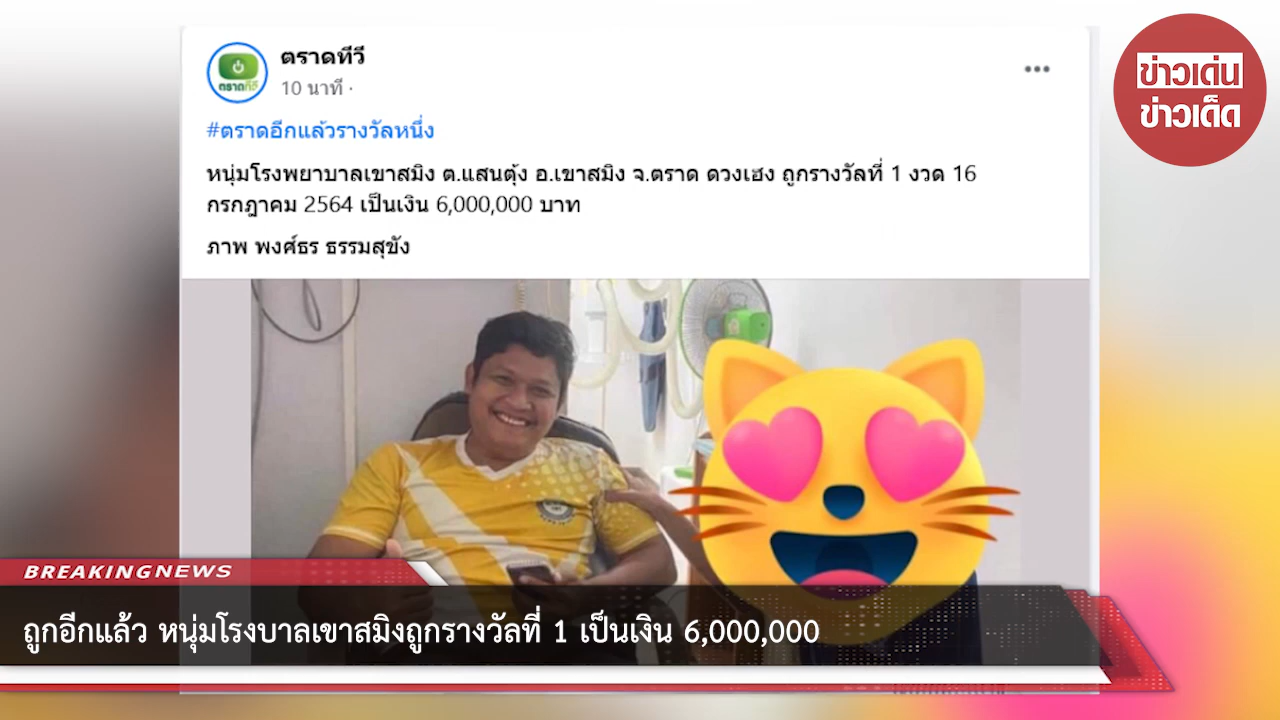 ตราดทีวี
10 นาที ·
ตราดทีวี
ข่าวเด่น
ข่าวเด็ด
#ตราดอีกแล้วรางวัลหนึ่ง
หนุ่มโรงพยาบาลเขาสมิง ต.แสนตุ้ง อ.เขาสมิง จ.ตราด ดวงเฮง ถูกรางวัลที่ 1 งวด 16
กรกฎาคม 2564 เป็นเงิน 6,000,000 บาท
ภาพ พงศ์ธร ธรรมสุขัง
BREAKING NEWS
ถูกอีกแล้ว หนุ่มโรงบาลเขาสมิงถูกรางวัลที่ 1 เป็นเงิน 6,000,000